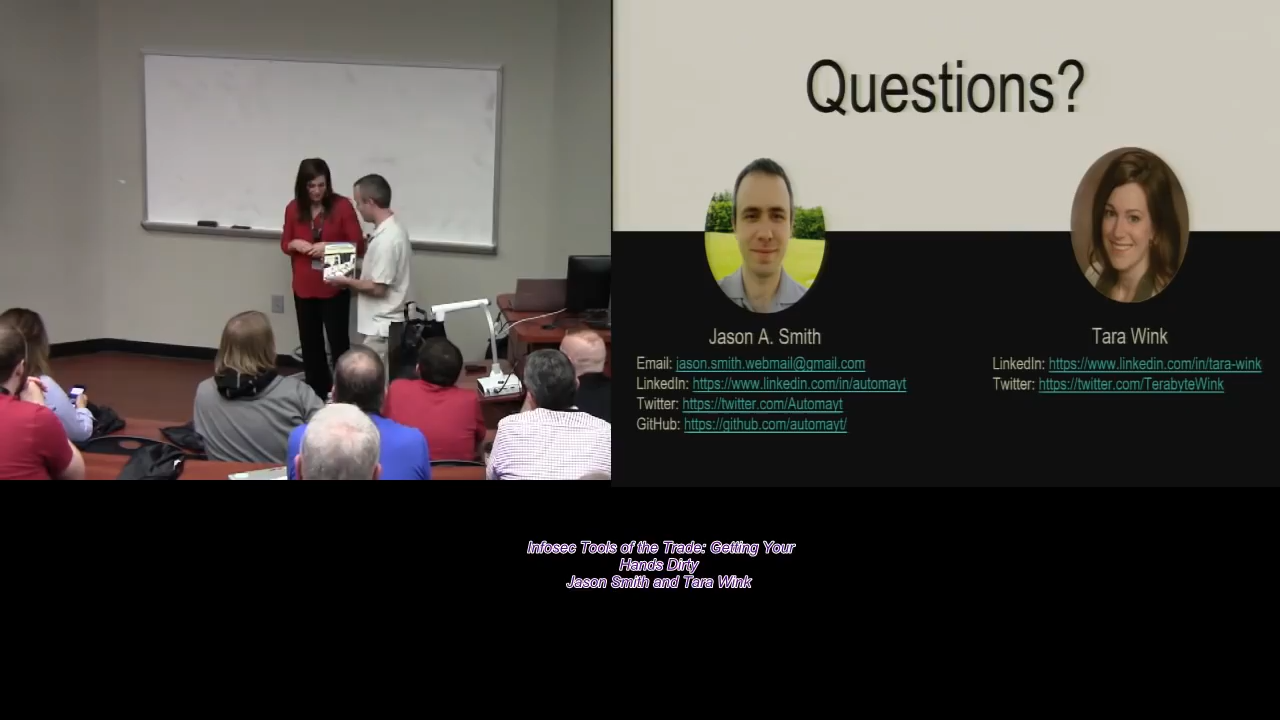 Questions?
Jason A. Smith
Email: jason.smith.webmail@gmail.com
LinkedIn: https://www.linkedin.com/in/automayt
Twitter: https://twitter.com/Automayt
GitHub: https://github.com/automayt/
Tara Wink
LinkedIn: https://www.linkedin.com/in/tara-wink
Twitter: https://twitter.com/TerabyteWink
Infosec Tools of the Trade: Getting Your
Hands Dirty
Jason Smith and Tara Wink